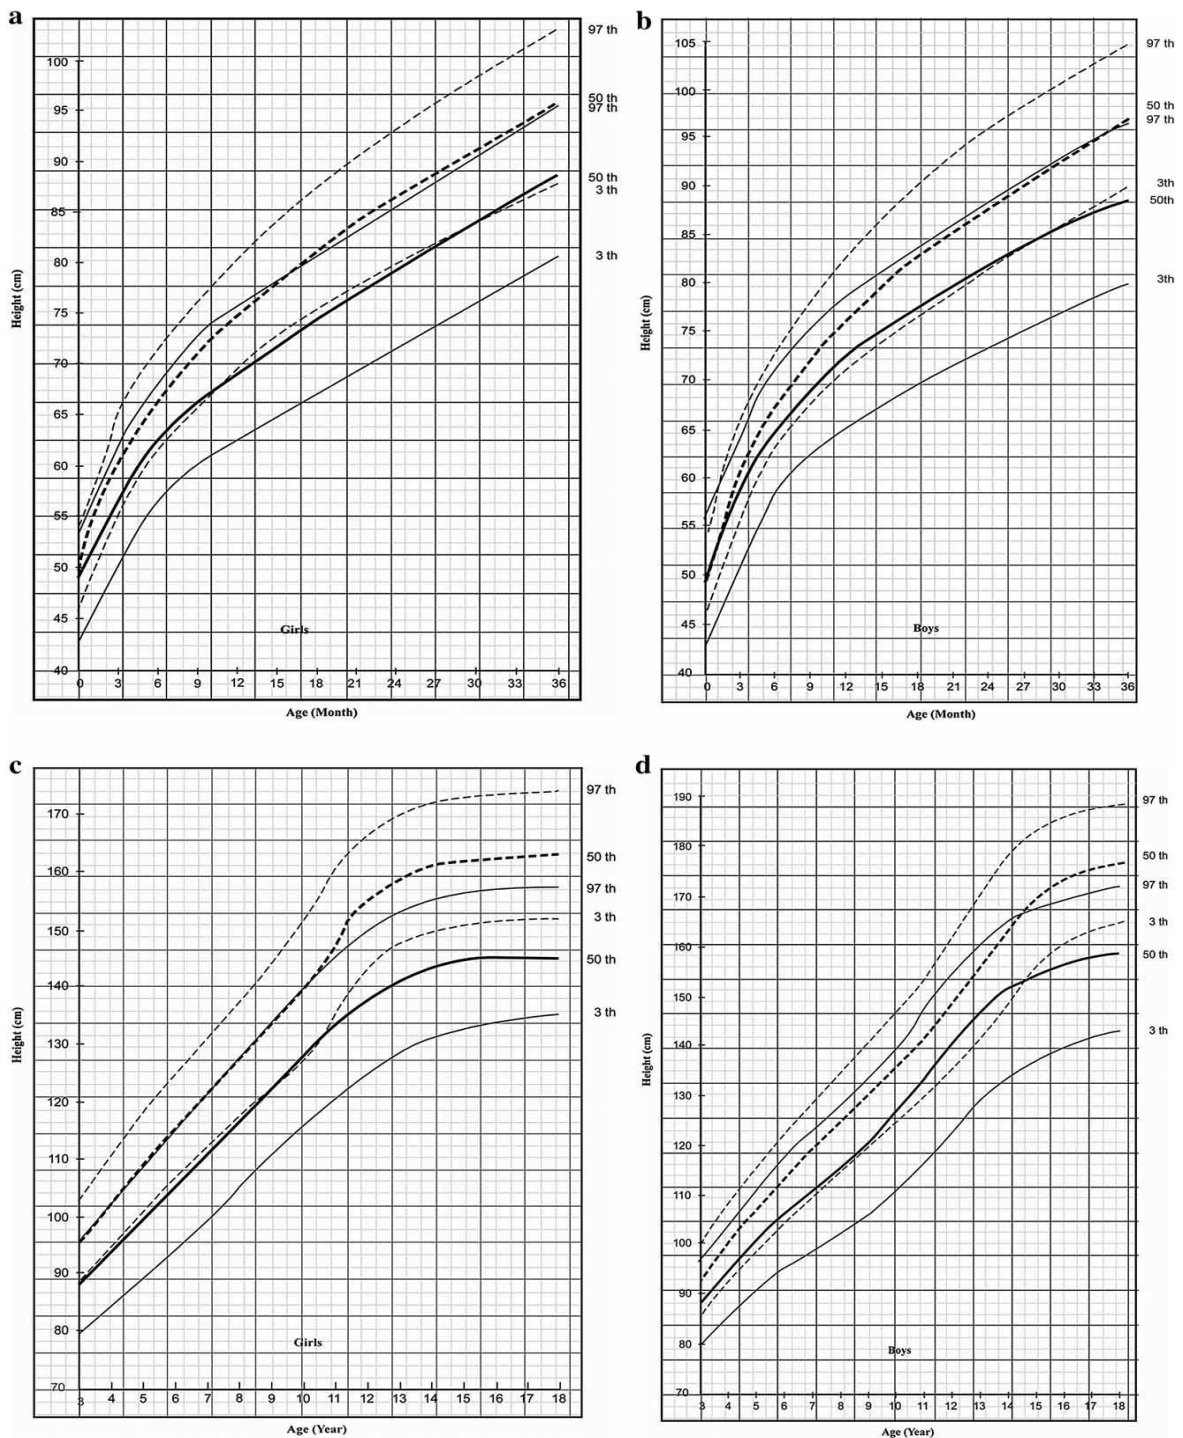 a
97 th
100
50 th
97 th
95
90
50 th
3 th
85
80
3 th
75
70
65
60
55
50
45
40
Height (cm)
Girls
0 3 6 9 12 15 18 21 24 27 30 33 36
Age (Month)
b
105
97 th
100
50 th
97 th
95
90
3th
50th
85
80
3th
75
70
65
60
55
50
45
40
Height (cm)
Boys
0 3 6 9 12 15 18 21 24 27 30 33 36
Age (Month)
c
97 th
170
160
50 th
97 th
150
3 th
50 th
140
130
3 th
120
110
100
90
80
70
Height (cm)
Girls
3 4 5 6 7 8 9 10 11 12 13 14 15 16 17 18
Age (Year)
d
190
97 th
180
50 th
170
97 th
3 th
160
50 th
150
140
3 th
130
120
110
100
90
80
70
Height (cm)
Boys
3 4 5 6 7 8 9 10 11 12 13 14 15 16 17 18
Age (Year)